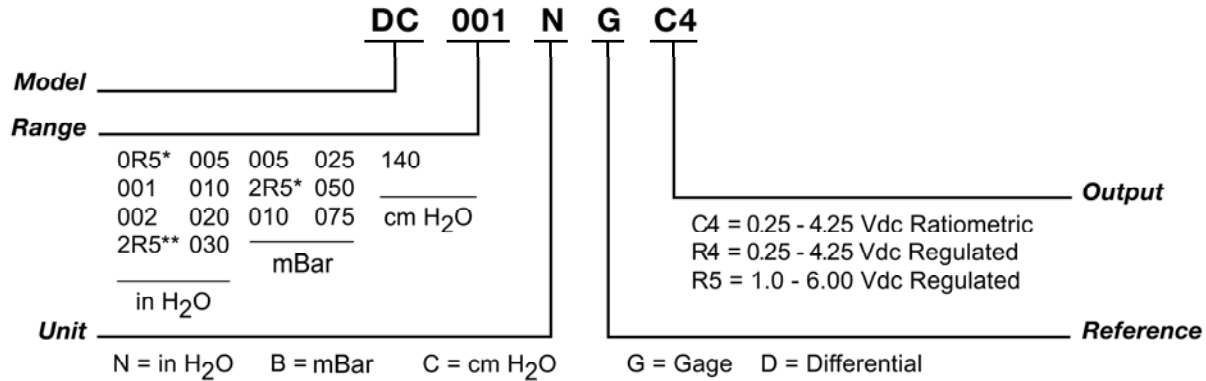 DC 001 N G C4
Model
Range
0R5* 005 005 025 140
001 010 2R5* 050
002 020 010 075 cm H2O
2R5** 030
mBar
in H2O
Output
C4 = 0.25 - 4.25 Vdc Ratiometric
R4 = 0.25 - 4.25 Vdc Regulated
R5 = 1.0 - 6.00 Vdc Regulated
Unit
N = in H2O B = mBar C = cm H2O
Reference
G = Gage D = Differential